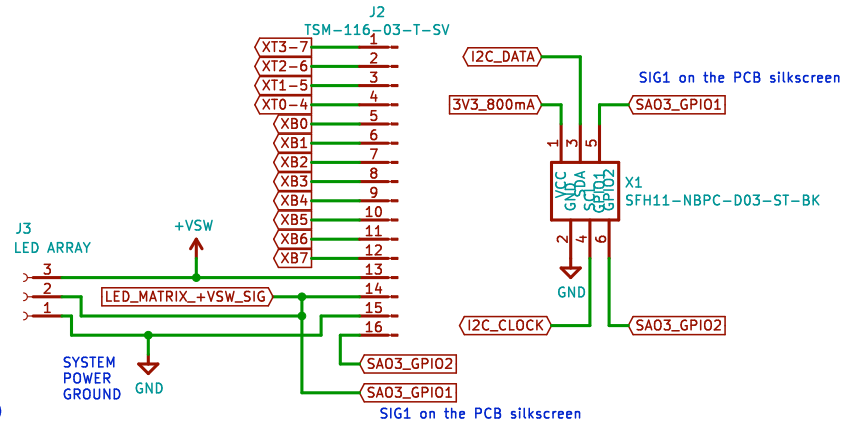 J2
TSM-116-03-T-SV
XT3-7 1
XT2-6 2
XT1-5 3
XT0-4 4
XB0 5
XB1 6
XB2 7
XB3 8
XB4 9
XB5 10
XB6 11
XB7 12
13
LED_MATRIX_+VSW_SIG 14
15
16
+VSW
J3
LED ARRAY
3
2
1
SYSTEM
POWER
GROUND
GND
SAO3_GPIO2
SAO3_GPIO1
SIG1 on the PCB silkscreen
I2C_DATA
SIG1 on the PCB silkscreen
3V3_800mA
SAO3_GPIO1
1
3
5
VCC
GND
SDA
SCL
GPIO1
GPIO2
X1
SFH11-NBPC-D03-ST-BK
2
4
6
GND
I2C_CLOCK
SAO3_GPIO2